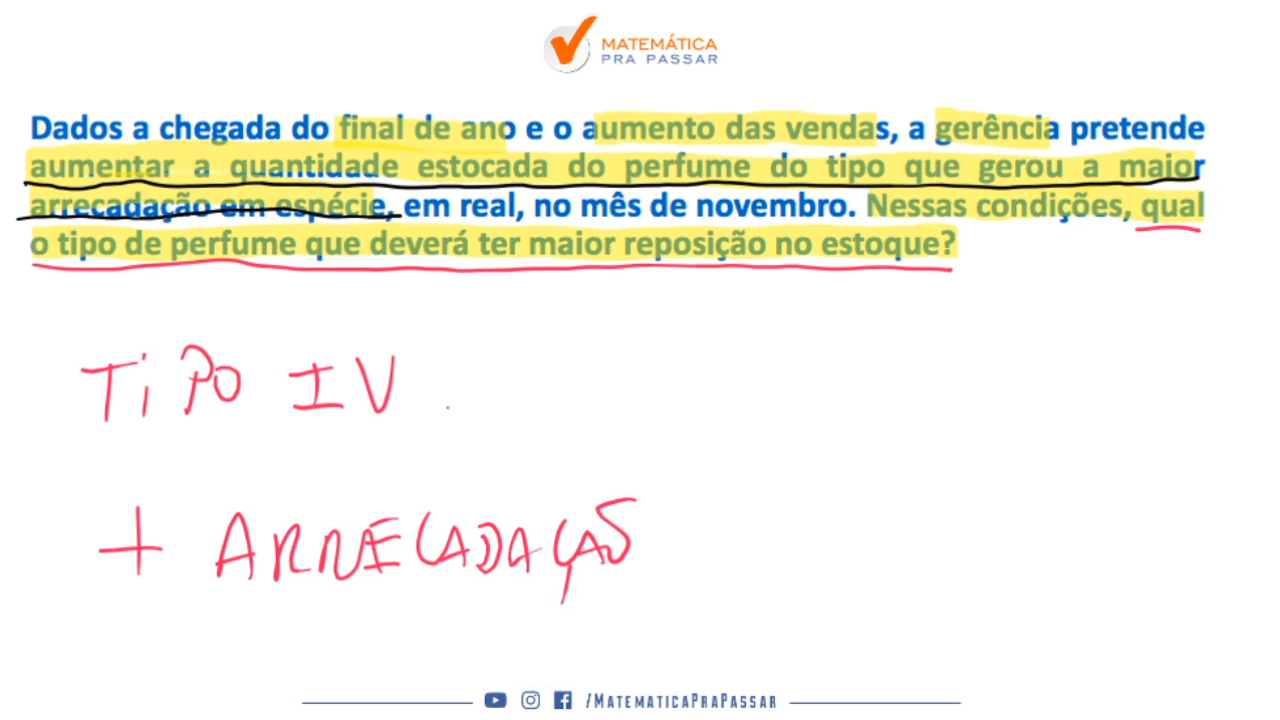 MATEMÁTICA
PRA PASSAR
Dados a chegada do final de ano e o aumento das vendas, a gerência pretende
aumentar a quantidade estocada do perfume do tipo que gerou a maior
arrecadação em espécie, em real, no mês de novembro. Nessas condições, qual
o tipo de perfume que deverá ter maior reposição no estoque?
TIPO IV
+ ARRECADAÇÃO
/MATEMATICAPRAPASSAR